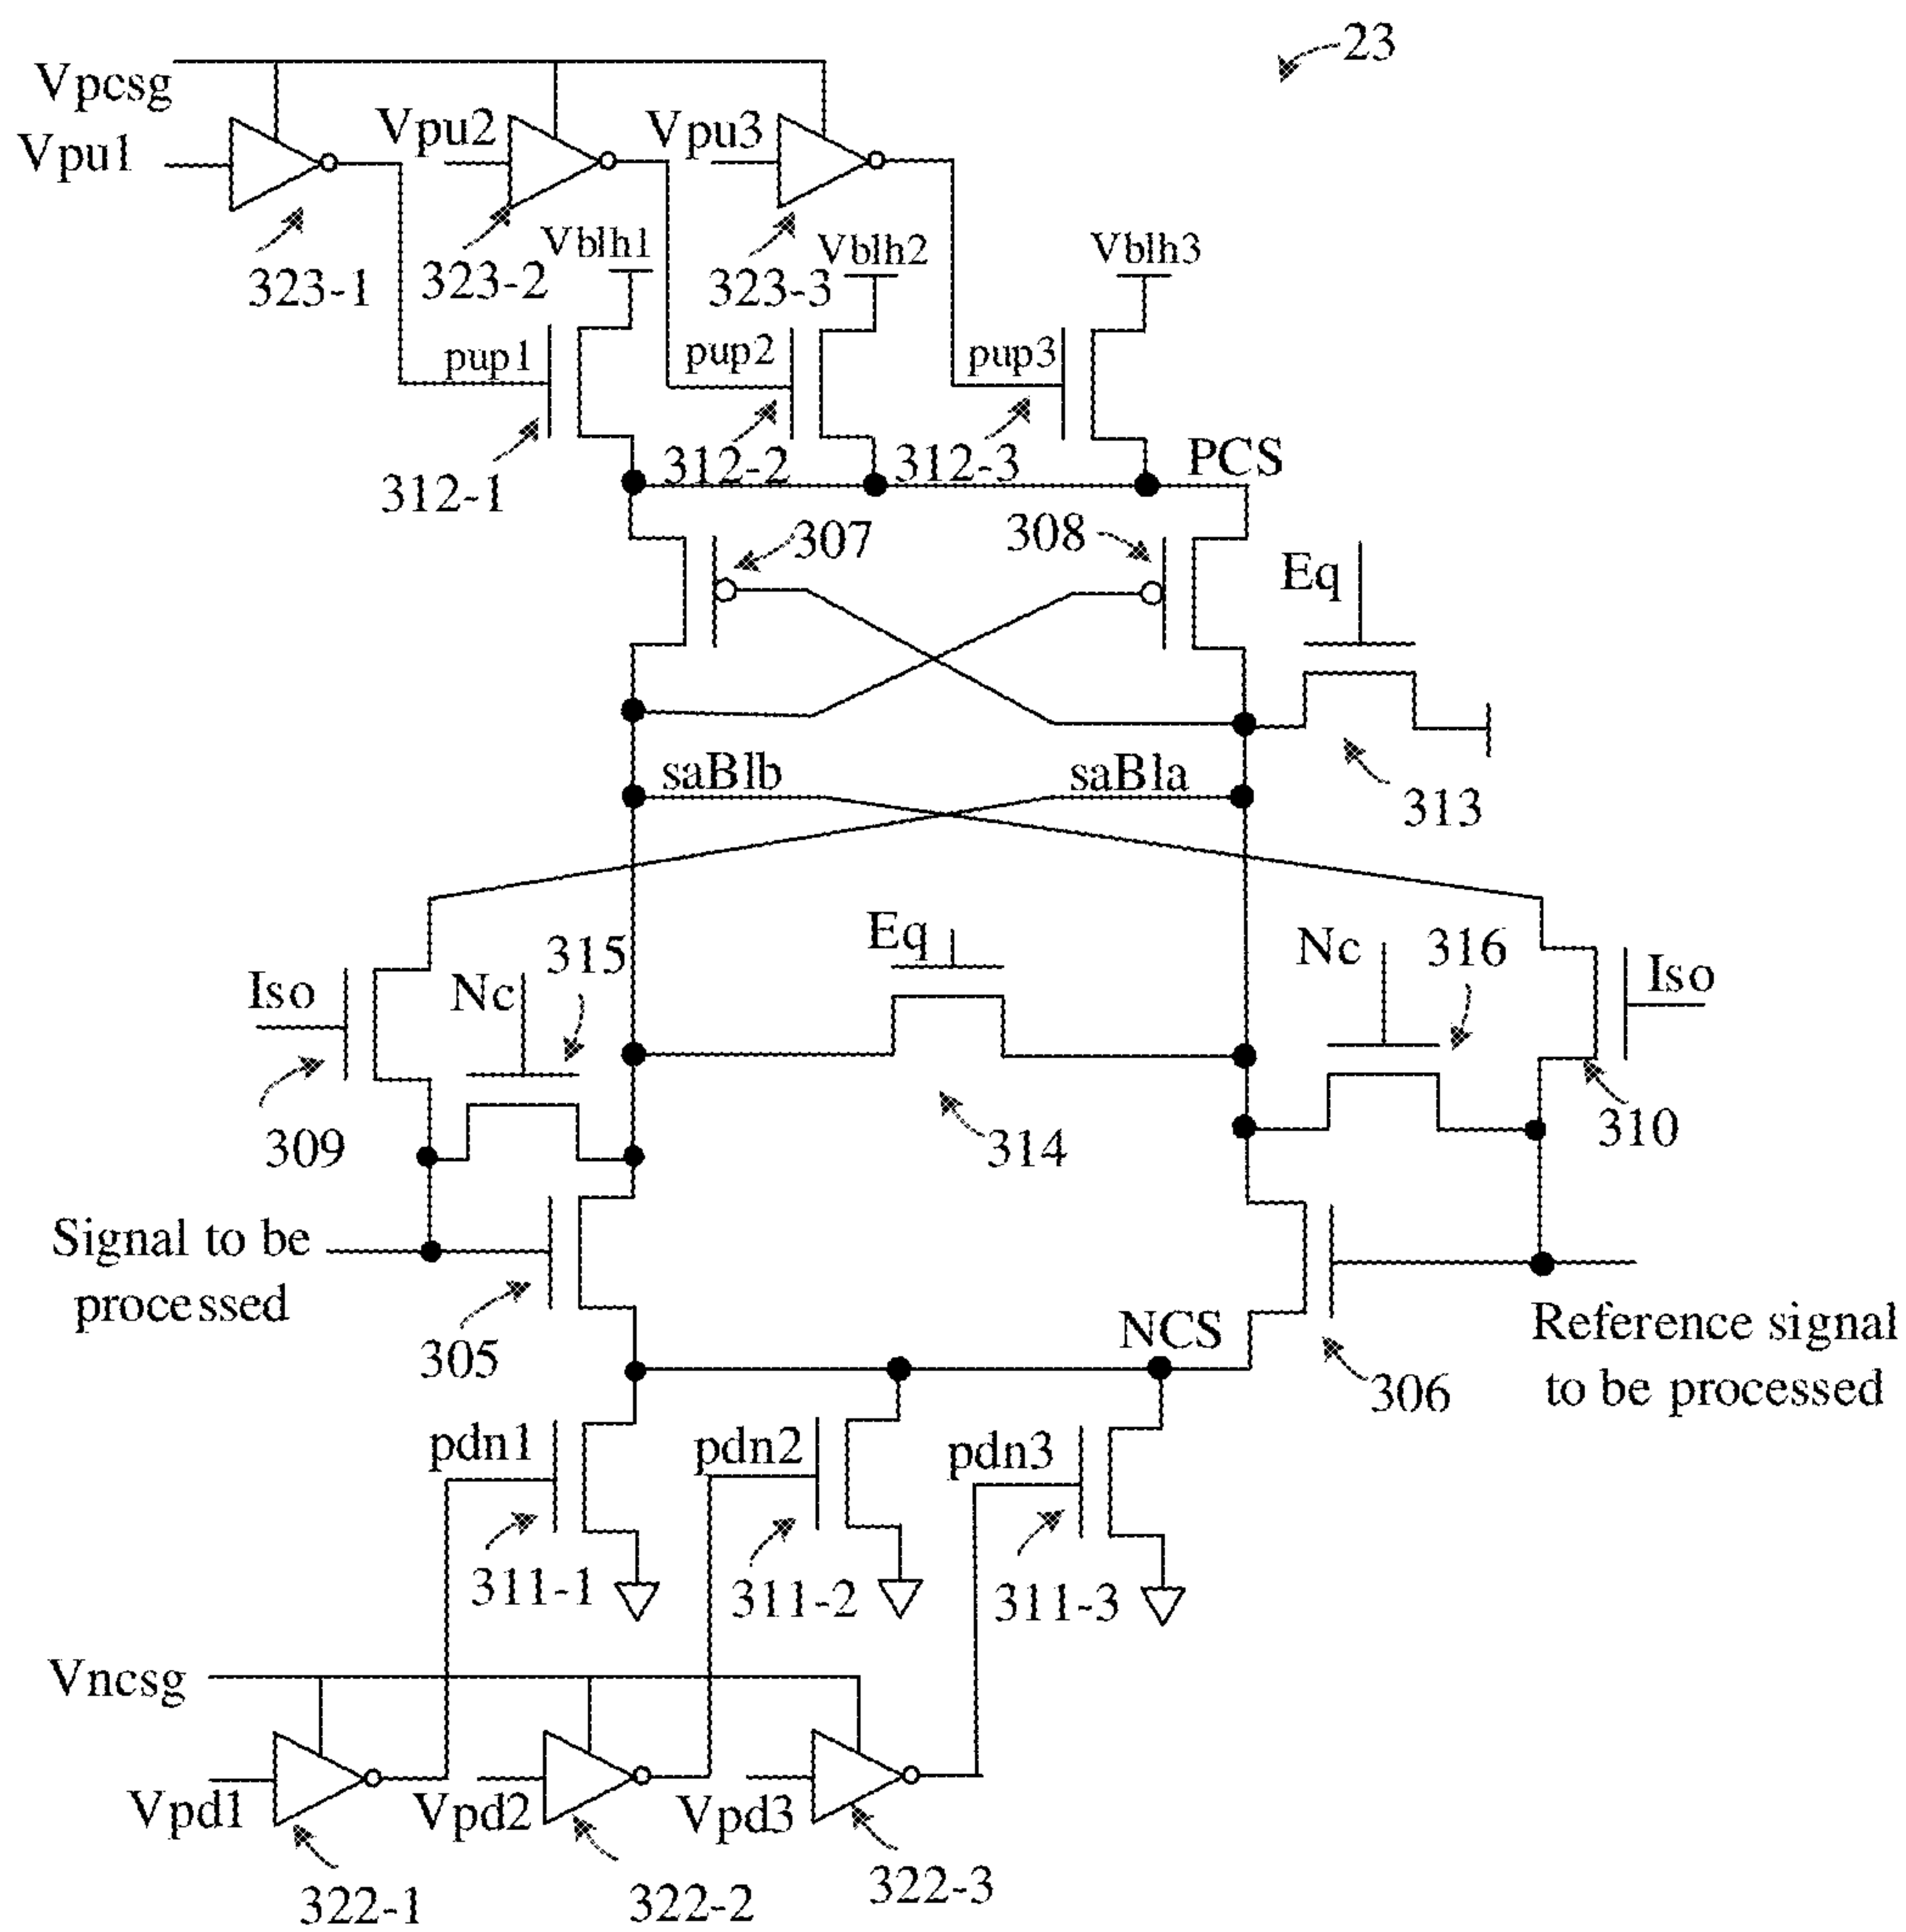 23
Vpcsg
Vpu1
Vpu2
Vpu3
323-1
323-2
323-3
Vblh1
Vblh2
Vblh3
pup1
pup2
pup3
312-1
312-2
312-3
PCS
307
308
Eq
313
saBlb
saBla
Eq
315
Nc
Iso
309
Nc
316
Iso
310
314
Signal to be
processed
305
NCS
306
Reference signal
to be processed
pdn1
pdn2
pdn3
311-1
311-2
311-3
Vncsg
Vpd1
Vpd2
Vpd3
322-1
322-2
322-3